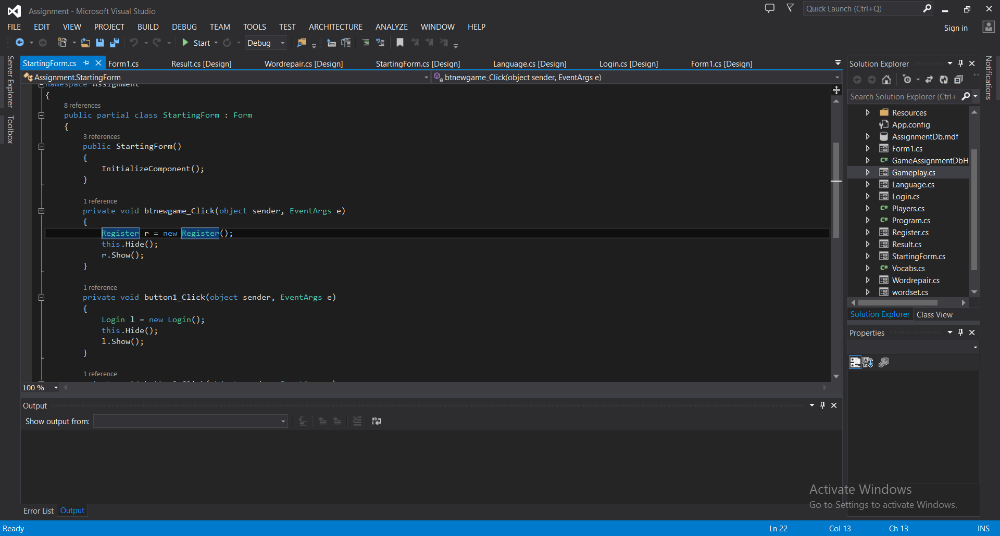 Assignment - Microsoft Visual Studio
Quick Launch (Ctrl+Q)
FILE EDIT VIEW PROJECT BUILD DEBUG TEAM TOOLS TEST ARCHITECTURE ANALYZE WINDOW HELP
Sign in
Start Debug
Server Explorer
Toolbox
StartingForm.cs Form1.cs Result.cs [Design] Wordrepair.cs [Design] StartingForm.cs [Design] Language.cs [Design] Login.cs [Design] Form1.cs [Design]
Assignment.StartingForm btnewgame_Click(object sender, EventArgs e)
namespace Assignment
{
8 references
public partial class StartingForm : Form
{
3 references
public StartingForm()
{
InitializeComponent();
}
1 reference
private void btnewgame_Click(object sender, EventArgs e)
{
Register r = new Register();
this.Hide();
r.Show();
}
1 reference
private void button1_Click(object sender, EventArgs e)
{
Login l = new Login();
this.Hide();
l.Show();
}
1 reference
100 %
Output
Show output from:
Error List Output
Solution Explorer
Search Solution Explorer (Ctrl+
Resources
App.config
AssignmentDb.mdf
Form1.cs
C# GameAssignmentDbH
Gameplay.cs
Language.cs
Login.cs
C# Players.cs
C# Program.cs
Register.cs
Result.cs
StartingForm.cs
C# Vocabs.cs
Wordrepair.cs
wordset.cs
Solution Explorer Class View
Properties
Notifications
Activate Windows
Go to Settings to activate Windows.
Ready Ln 22 Col 13 Ch 13 INS